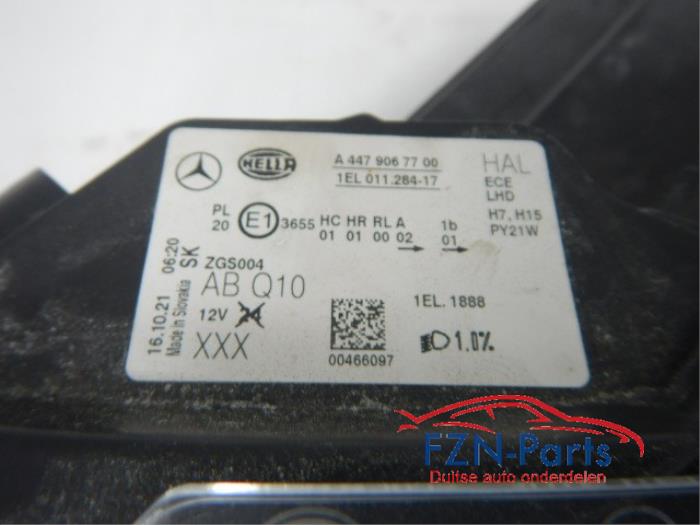 HELLA
A 447 906 77 00
1EL 011.284-17
HAL
ECE
LHD
H7, H15
PY21W
PL
20
E1
3655
HC HR RL A
01 01 00 02
1b
01
ZGS004
AB Q10
12V
XXX
16.10.21 06:20
Made in Slovakia SK
00466097
1EL. 1888
1.0%
FZN-Parts
Duitse auto onderdelen